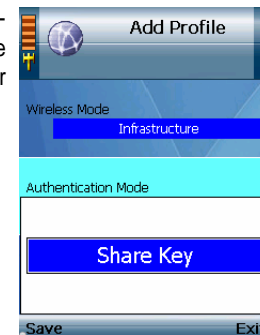 -
Add Profile
e
r
Wireless Mode
Infrastructure
Authentication Mode
Share Key
Save Exi